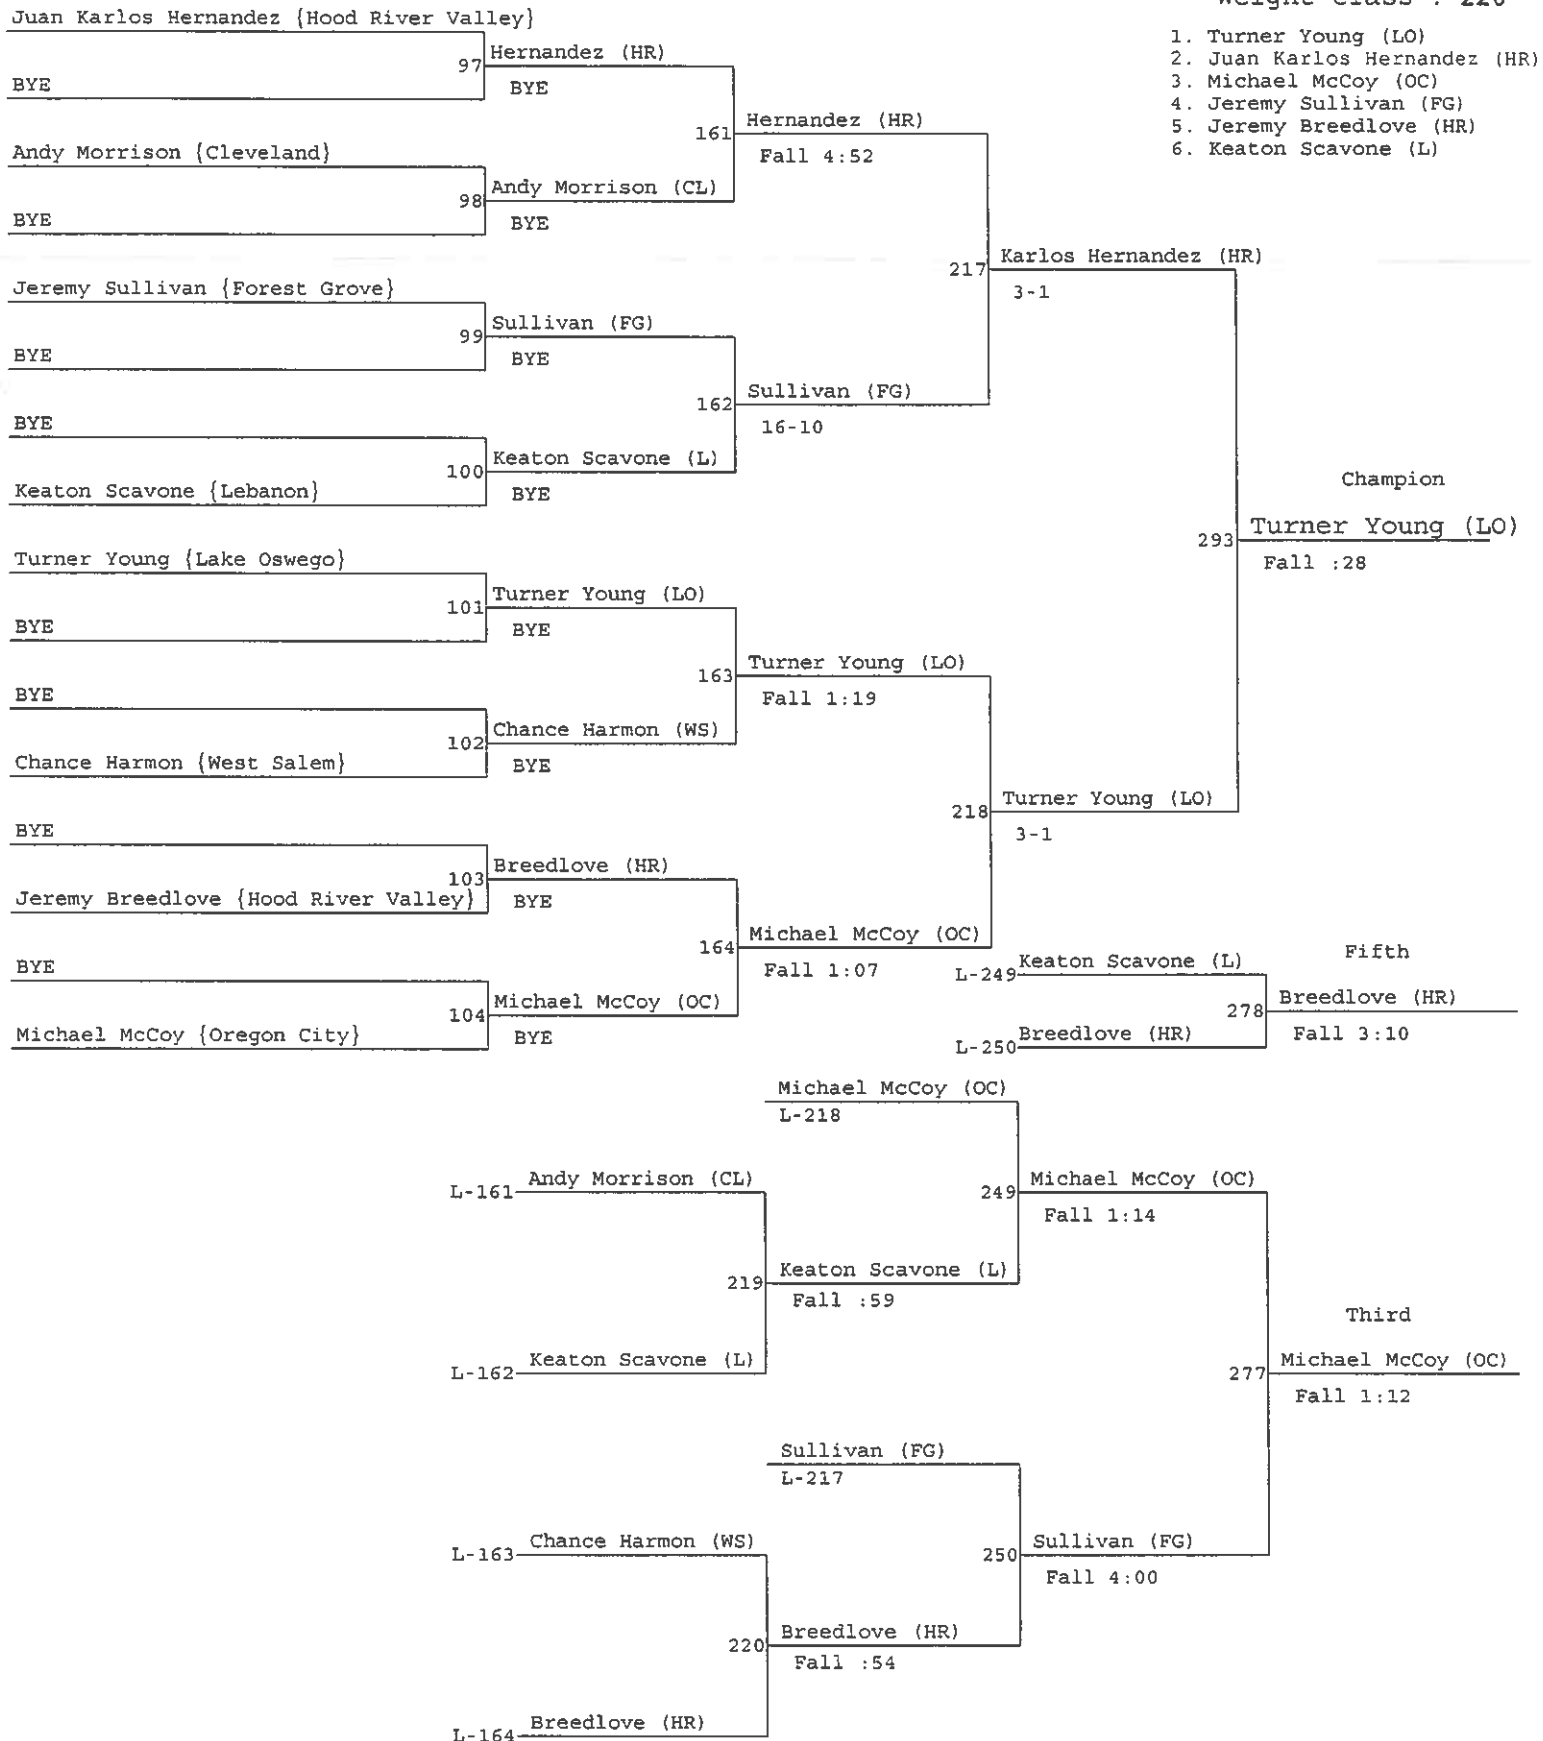 Weight Class : 220
1. Turner Young (LO)
2. Juan Karlos Hernandez (HR)
3. Michael McCoy (OC)
4. Jeremy Sullivan (FG)
5. Jeremy Breedlove (HR)
6. Keaton Scavone (L)
Juan Karlos Hernandez {Hood River Valley}
97 Hernandez (HR)
BYE
BYE
161 Hernandez (HR)
Fall 4:52
Andy Morrison {Cleveland}
98 Andy Morrison (CL)
BYE
BYE
217 Karlos Hernandez (HR)
3-1
Jeremy Sullivan {Forest Grove}
99 Sullivan (FG)
BYE
BYE
162 Sullivan (FG)
16-10
BYE
100 Keaton Scavone (L)
Keaton Scavone {Lebanon}
BYE
Champion
293 Turner Young (LO)
Fall :28
Turner Young {Lake Oswego}
101 Turner Young (LO)
BYE
BYE
163 Turner Young (LO)
Fall 1:19
BYE
102 Chance Harmon (WS)
Chance Harmon {West Salem}
BYE
218 Turner Young (LO)
3-1
BYE
103 Breedlove (HR)
Jeremy Breedlove {Hood River Valley}
BYE
164 Michael McCoy (OC)
Fall 1:07
BYE
104 Michael McCoy (OC)
Michael McCoy {Oregon City}
BYE
Fifth
L-249 Keaton Scavone (L)
278 Breedlove (HR)
Fall 3:10
L-250 Breedlove (HR)
Michael McCoy (OC)
L-218
L-161 Andy Morrison (CL)
249 Michael McCoy (OC)
Fall 1:14
219 Keaton Scavone (L)
Fall :59
L-162 Keaton Scavone (L)
Third
277 Michael McCoy (OC)
Fall 1:12
Sullivan (FG)
L-217
L-163 Chance Harmon (WS)
250 Sullivan (FG)
Fall 4:00
220 Breedlove (HR)
Fall :54
L-164 Breedlove (HR)